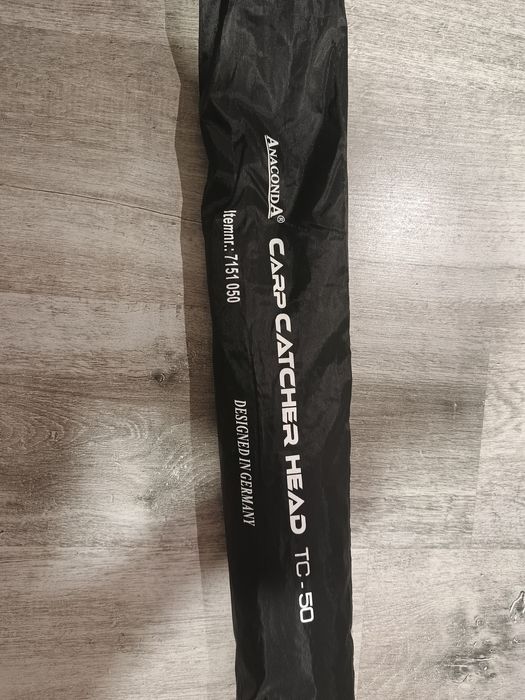 ANACONDA®
CARP CATCHER HEAD TC-50
Itemnr.: 7151 050
DESIGNED IN GERMANY